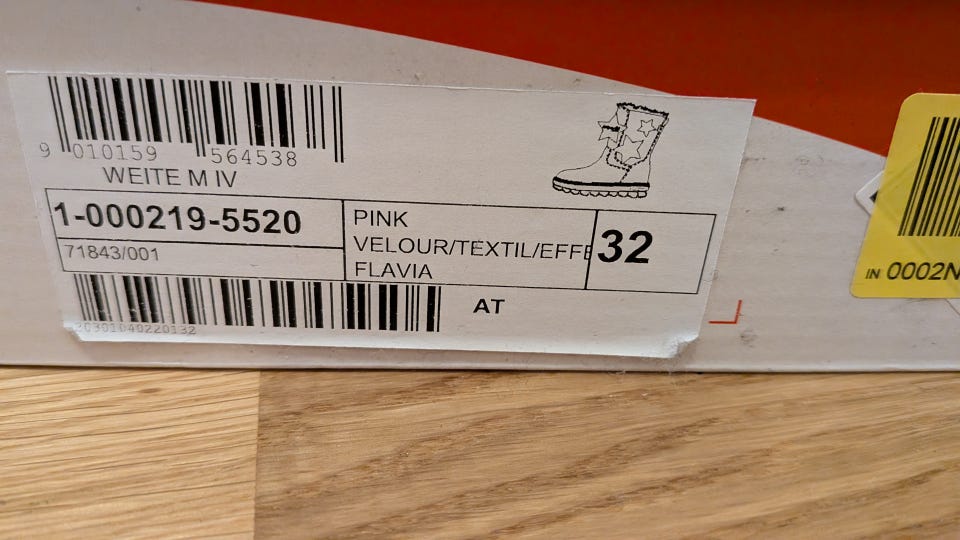 9 010159 564538
WEITE M IV
1-000219-5520
71843/001
PINK
VELOUR/TEXTIL/EFFE
FLAVIA
32
AT
IN 0002N